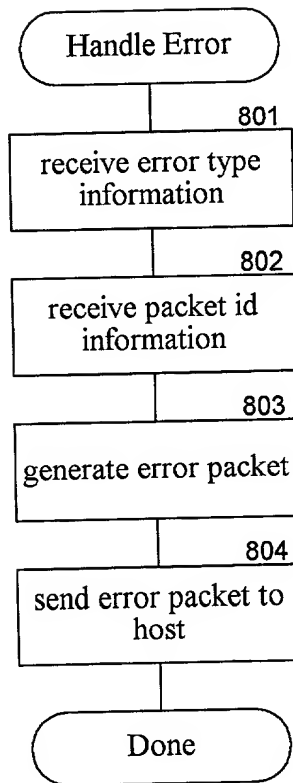 Handle Error
801
receive error type
information
802
receive packet id
information
803
generate error packet
804
send error packet to
host
Done